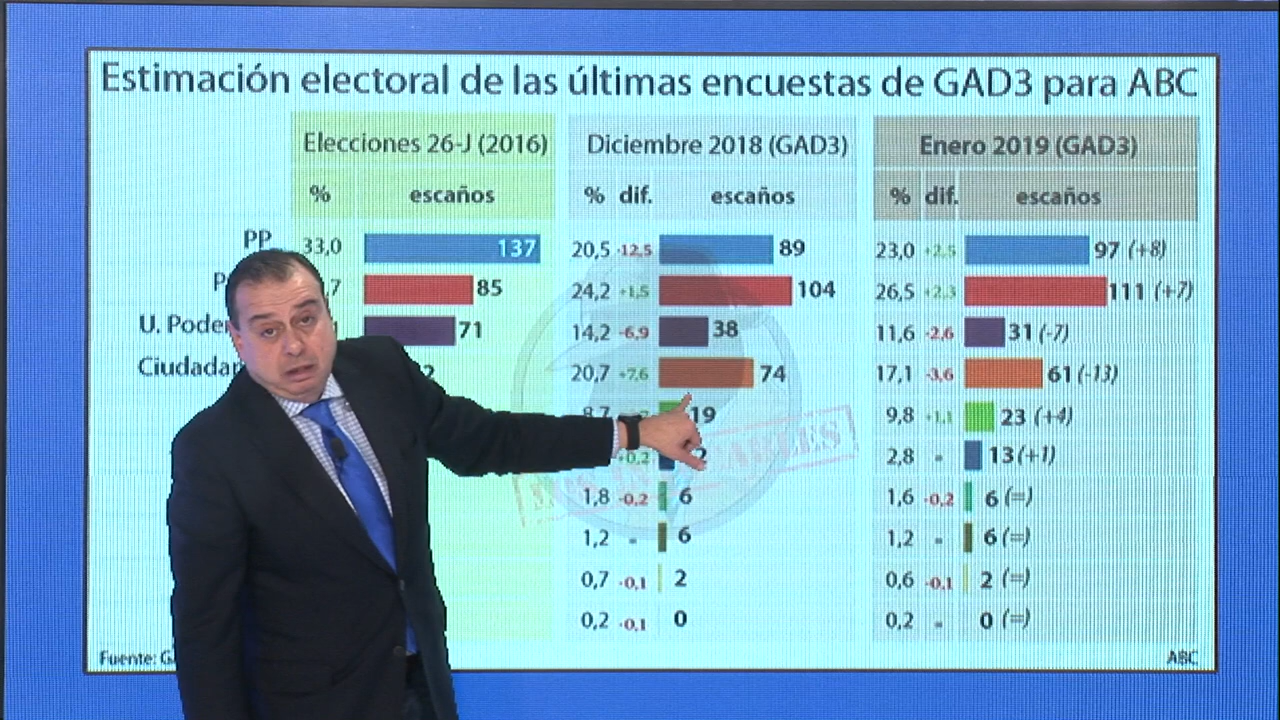 Estimación electoral de las últimas encuestas de GAD3 para ABC
Elecciones 26-J (2016) Diciembre 2018 (GAD3) Enero 2019 (GAD3)
% escaños % dif. escaños % dif. escaños
PP 33,0 137 20,5 -12,5 89 23,0 +2,5 97 (+8)
85 24,2 +1,5 104 26,5 +2,3 111 (+7)
U. 71 14,2 -6,9 38 11,6 -2,6 31 (-7)
20,7 +7,6 74 17,1 -3,6 61 (-13)
8,7 19 9,8 +1,1 23 (+4)
+0,2 2,8 = 13 (+1)
1,8 -0,2 6 1,6 -0,2 6 (=)
1,2 = 6 1,2 = 6 (=)
0,7 -0,1 2 0,6 -0,1 2 (=)
0,2 -0,1 0 0,2 = 0 (=)
Fuente: ABC